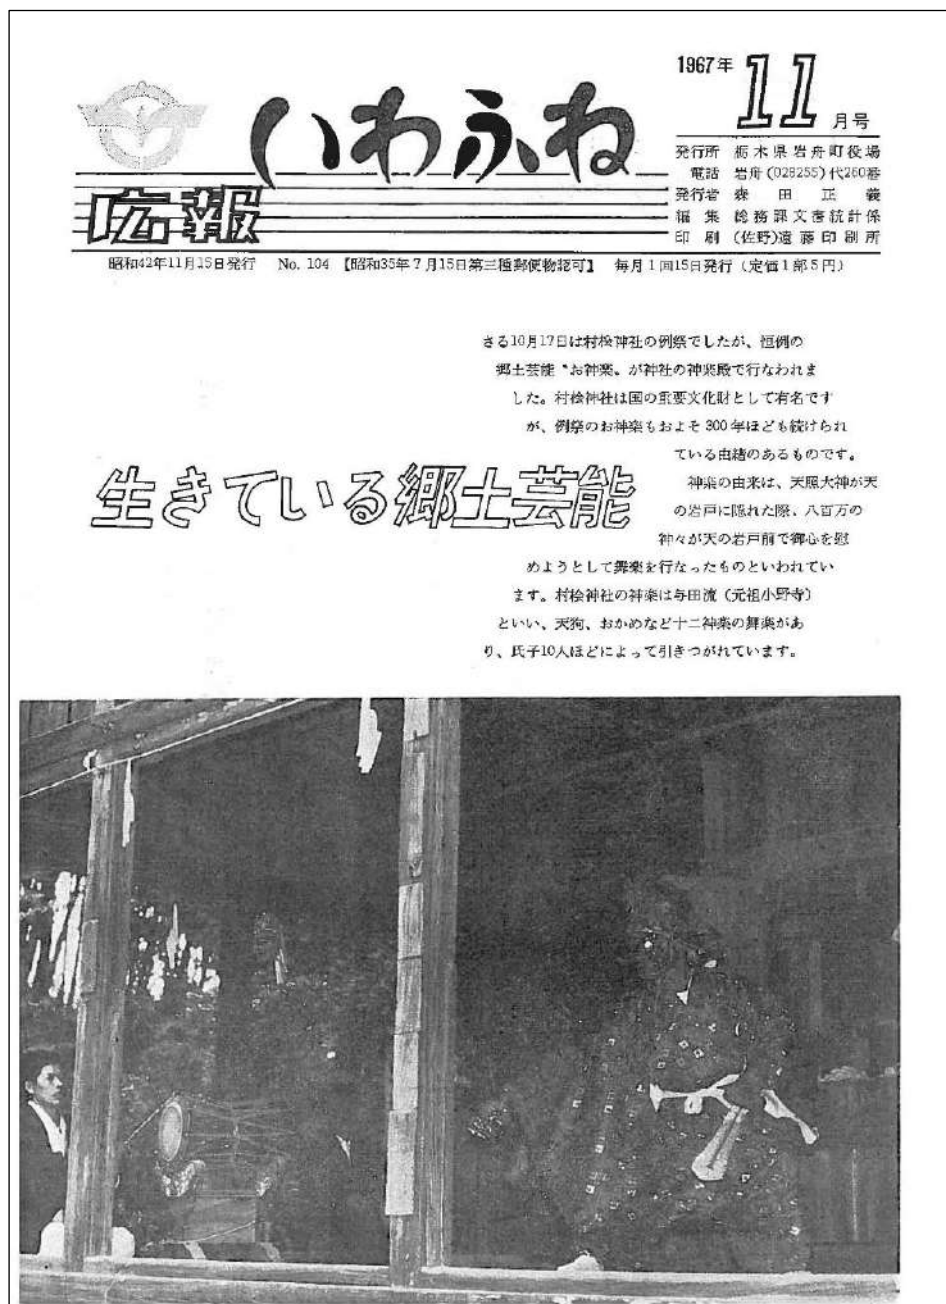 1967年 11月号
いわふね
広報
発行所 栃木県岩舟町役場
電話 岩舟(028255)代260番
発行者 森田正義
編集 総務課文書統計係
印刷 (佐野)遠藤印刷所
昭和42年11月15日発行 No. 104 【昭和35年7月15日第三種郵便物認可】 毎月1回15日発行(定価1部5円)
さる10月17日は村桧神社の例祭でしたが、恒例の
郷土芸能〝お神楽〟が神社の神楽殿で行なわれま
した。村桧神社は国の重要文化財として有名です
が、例祭のお神楽もおよそ300年ほども続けられ
ている由緒のあるものです。
生きている郷土芸能
神楽の由来は、天照大神が天
の岩戸に隠れた際、八百万の
神々が天の岩戸前で御心を慰
めようとして舞楽を行なったものといわれてい
ます。村桧神社の神楽は与田流(元祖小野寺)
といい、天狗、おかめなど十二神楽の舞楽があ
り、氏子10人ほどによって引きつがれています。